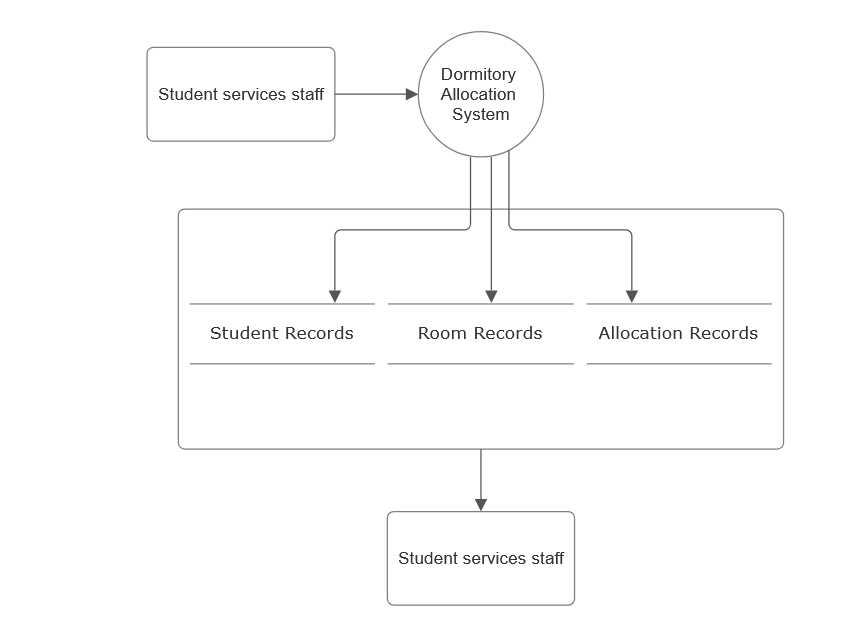 Student services staff
Dormitory
Allocation
System
Student Records
Room Records
Allocation Records
Student services staff